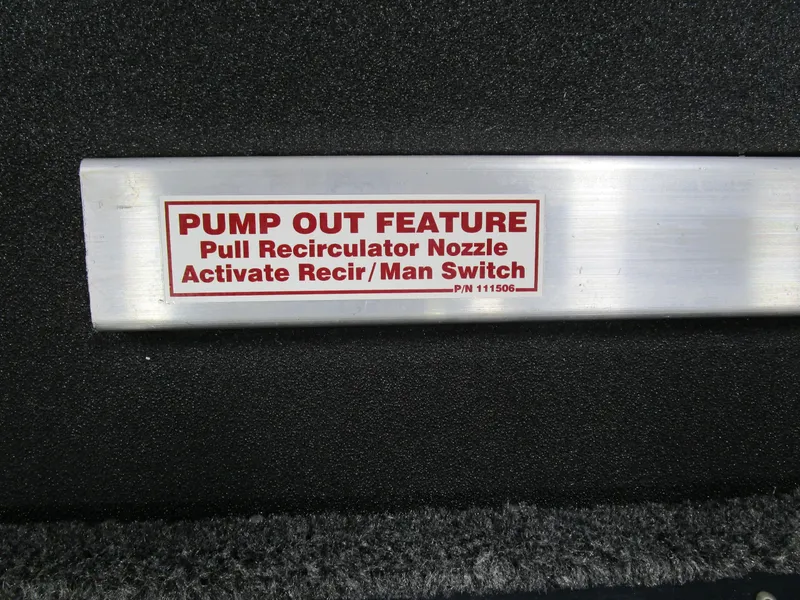 PUMP OUT FEATURE
Pull Recirculator Nozzle
Activate Recir/Man Switch
P/N 111506